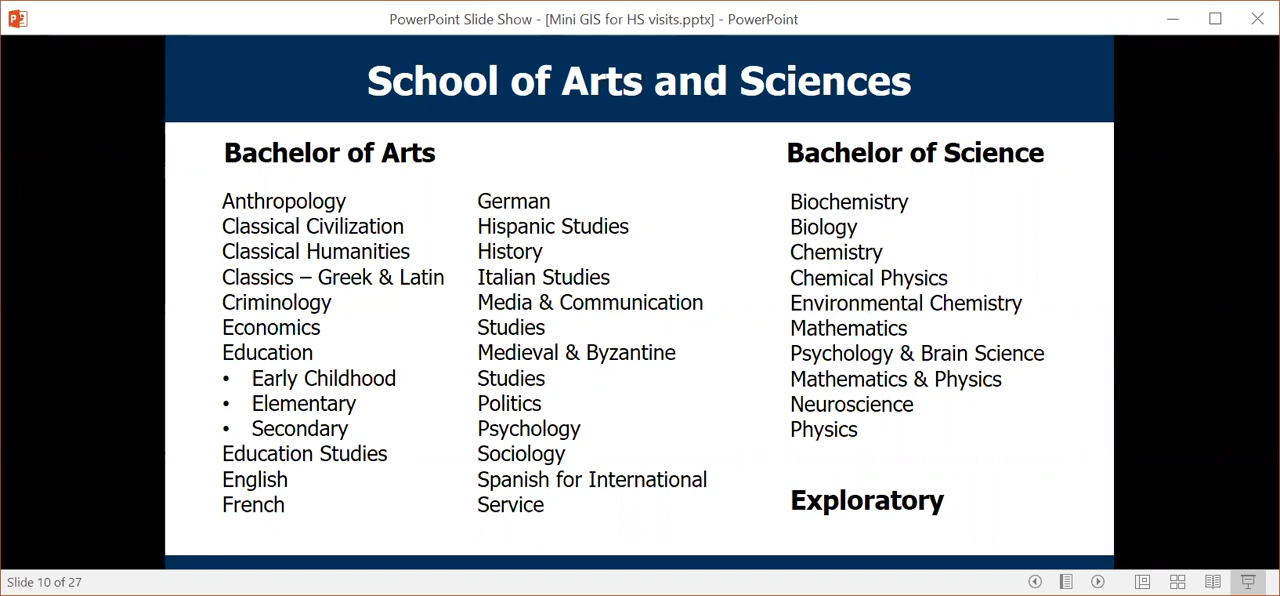 PowerPoint Slide Show - [Mini GIS for HS visits.pptx] - PowerPoint
School of Arts and Sciences
Bachelor of Arts
Anthropology
Classical Civilization
Classical Humanities
Classics – Greek & Latin
Criminology
Economics
Education
• Early Childhood
• Elementary
• Secondary
Education Studies
English
French
German
Hispanic Studies
History
Italian Studies
Media & Communication
Studies
Medieval & Byzantine
Studies
Politics
Psychology
Sociology
Spanish for International
Service
Bachelor of Science
Biochemistry
Biology
Chemistry
Chemical Physics
Environmental Chemistry
Mathematics
Psychology & Brain Science
Mathematics & Physics
Neuroscience
Physics
Exploratory
Slide 10 of 27